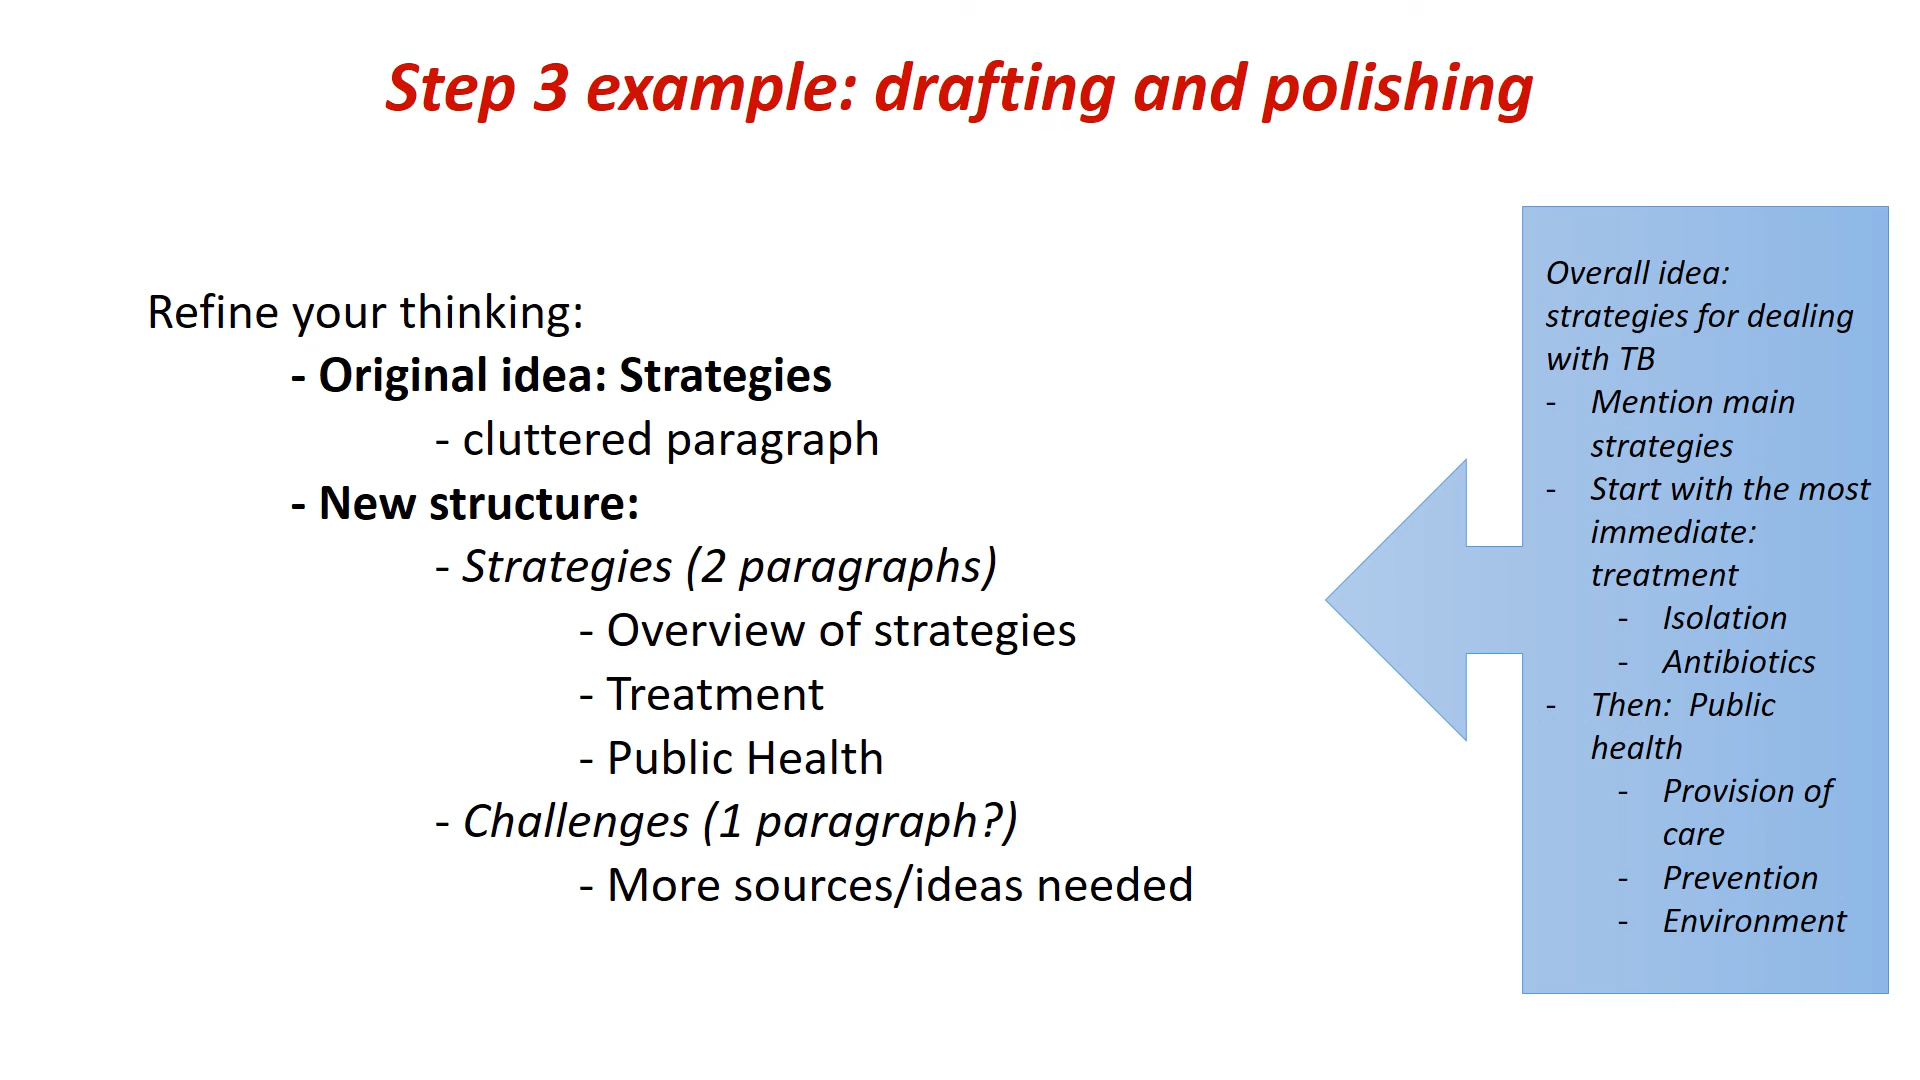 Step 3 example: drafting and polishing
Refine your thinking:
- Original idea: Strategies
- cluttered paragraph
- New structure:
- Strategies (2 paragraphs)
- Overview of strategies
- Treatment
- Public Health
- Challenges (1 paragraph?)
- More sources/ideas needed
Overall idea:
strategies for dealing
with TB
- Mention main
strategies
- Start with the most
immediate:
treatment
- Isolation
- Antibiotics
- Then: Public
health
- Provision of
care
- Prevention
- Environment